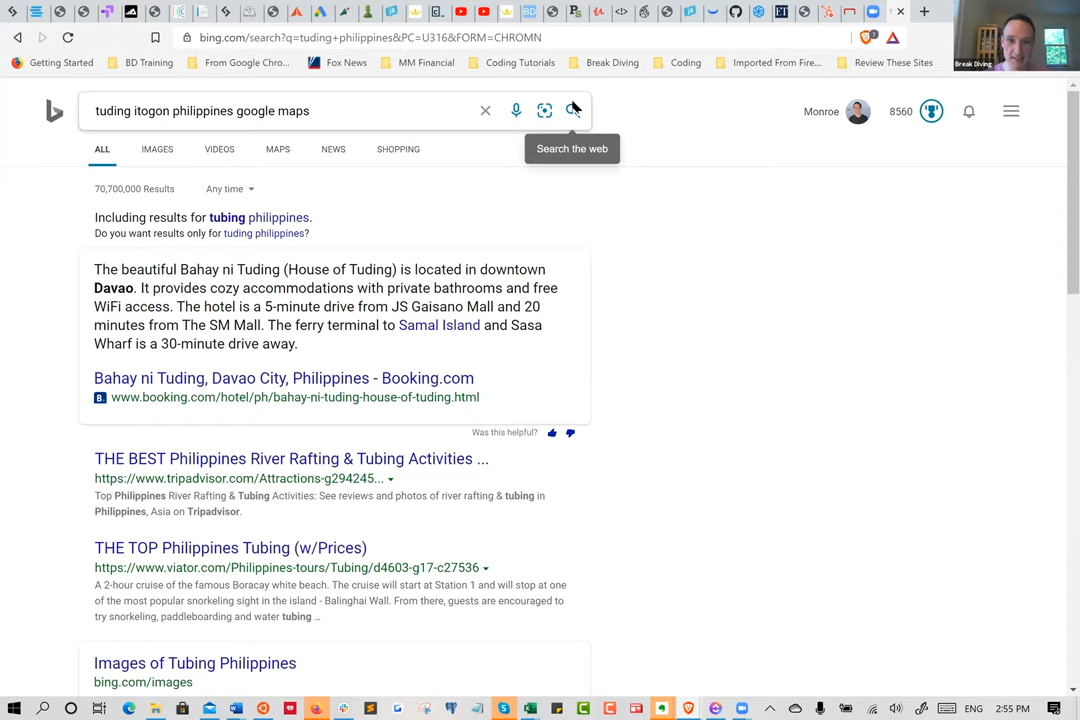 bing.com/search?q=tuding+philippines&PC=U316&FORM=CHROMN
7
Getting Started
BD Training
From Google Chro...
Fox News
MM Financial
Coding Tutorials
Break Diving
Coding
Imported From Fire...
Review These Sites
Break Diving
tuding itogon philippines google maps
Monroe
8560
Search the web
ALL
IMAGES
VIDEOS
MAPS
NEWS
SHOPPING
70,700,000 Results
Any time
Including results for tubing philippines.
Do you want results only for tuding philippines?
The beautiful Bahay ni Tuding (House of Tuding) is located in downtown
Davao. It provides cozy accommodations with private bathrooms and free
WiFi access. The hotel is a 5-minute drive from JS Gaisano Mall and 20
minutes from The SM Mall. The ferry terminal to Samal Island and Sasa
Wharf is a 30-minute drive away.
Bahay ni Tuding, Davao City, Philippines - Booking.com
B.
www.booking.com/hotel/ph/bahay-ni-tuding-house-of-tuding.html
Was this helpful?
THE BEST Philippines River Rafting & Tubing Activities ...
https://www.tripadvisor.com/Attractions-g294245...
Top Philippines River Rafting & Tubing Activities: See reviews and photos of river rafting & tubing in
Philippines, Asia on Tripadvisor.
THE TOP Philippines Tubing (w/Prices)
https://www.viator.com/Philippines-tours/Tubing/d4603-g17-c27536
A 2-hour cruise of the famous Boracay white beach. The cruise will start at Station 1 and will stop at one
of the most popular snorkeling sight in the island - Balinghai Wall. From there, guests are encouraged to
try snorkeling, paddleboarding and water tubing ...
Images of Tubing Philippines
bing.com/images
ENG
2:55 PM